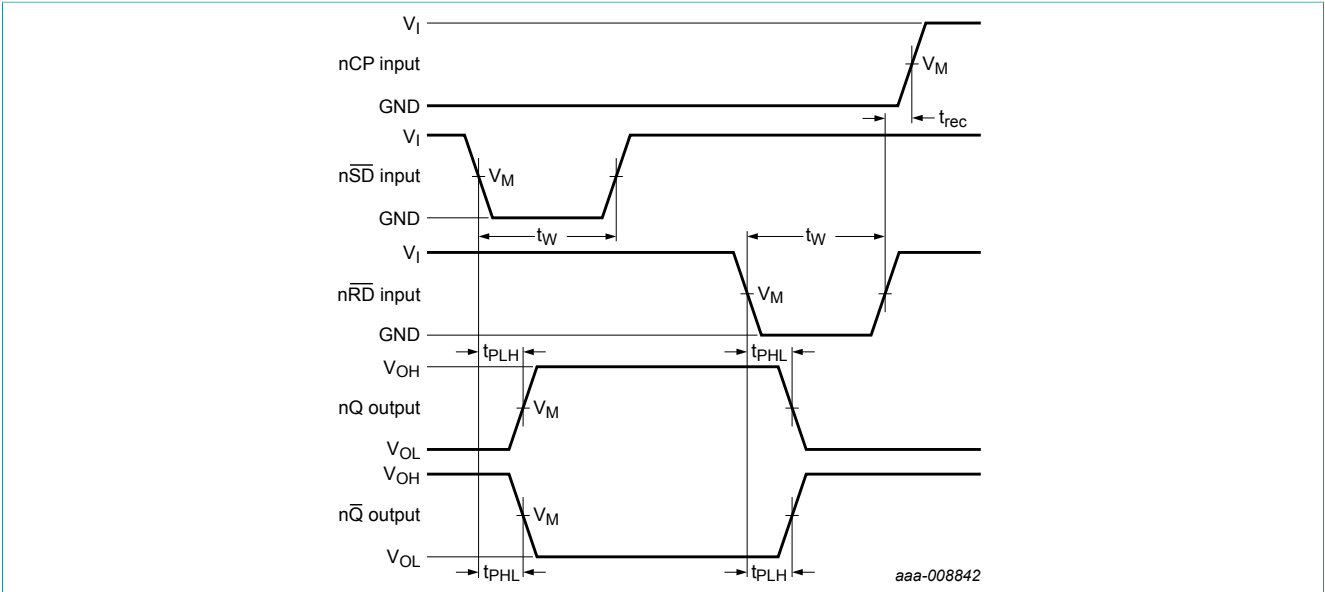 V_I
nCP input
V_M
GND
t_rec
V_I
nS̅D̅ input
V_M
GND
t_W
V_I
t_W
nR̅D̅ input
V_M
GND
t_PLH
t_PHL
V_OH
nQ output
V_M
V_OL
V_OH
nQ̅ output
V_M
V_OL
t_PHL
t_PLH
aaa-008842